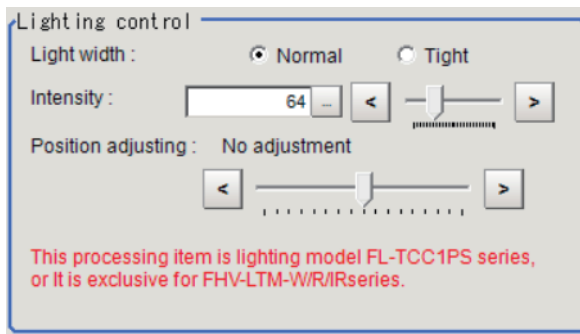 Lighting control
Light width : Normal Tight
Intensity : 64 ... < >
Position adjusting : No adjustment
< >
This processing item is lighting model FL-TCC1PS series,
or It is exclusive for FHV-LTM-W/R/IRseries.